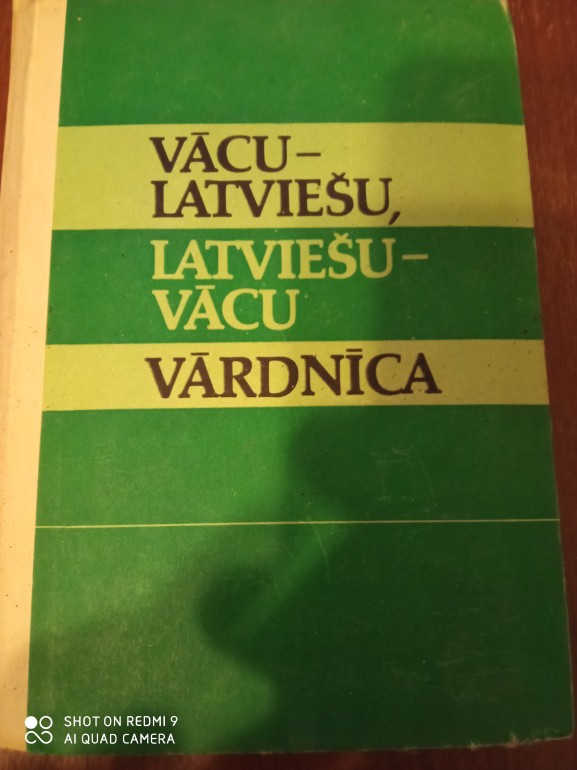 VĀCU–
LATVIEŠU,
LATVIEŠU–
VĀCU
VĀRDNĪCA
SHOT ON REDMI 9
AI QUAD CAMERA